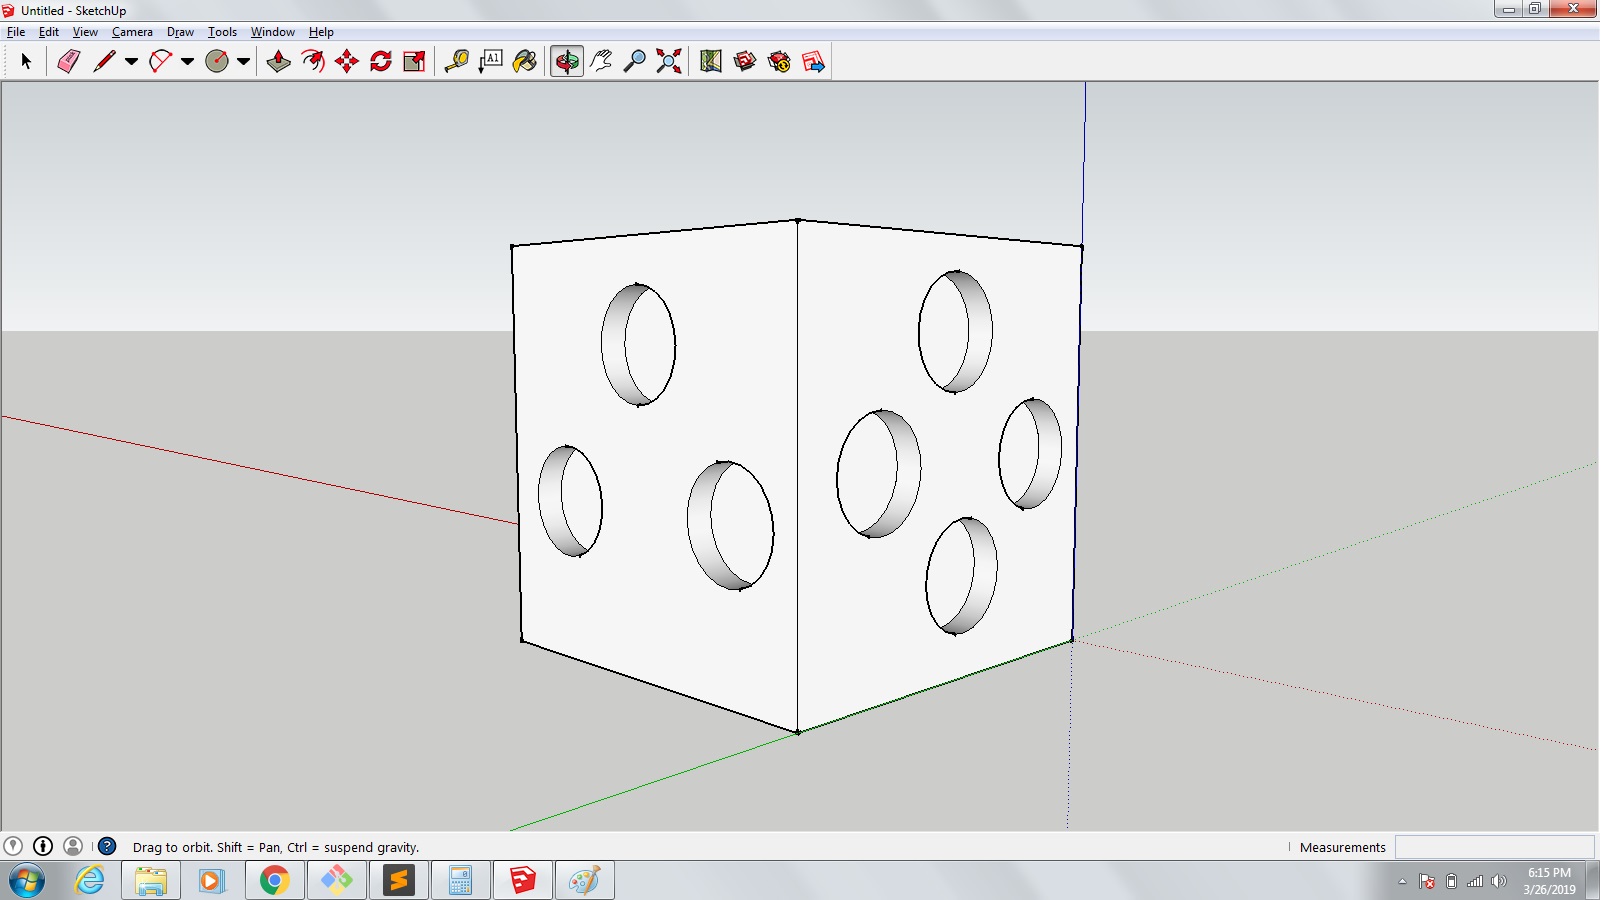 Untitled - SketchUp
File Edit View Camera Draw Tools Window Help
A1
? Drag to orbit. Shift = Pan, Ctrl = suspend gravity. Measurements
6:15 PM
3/26/2019